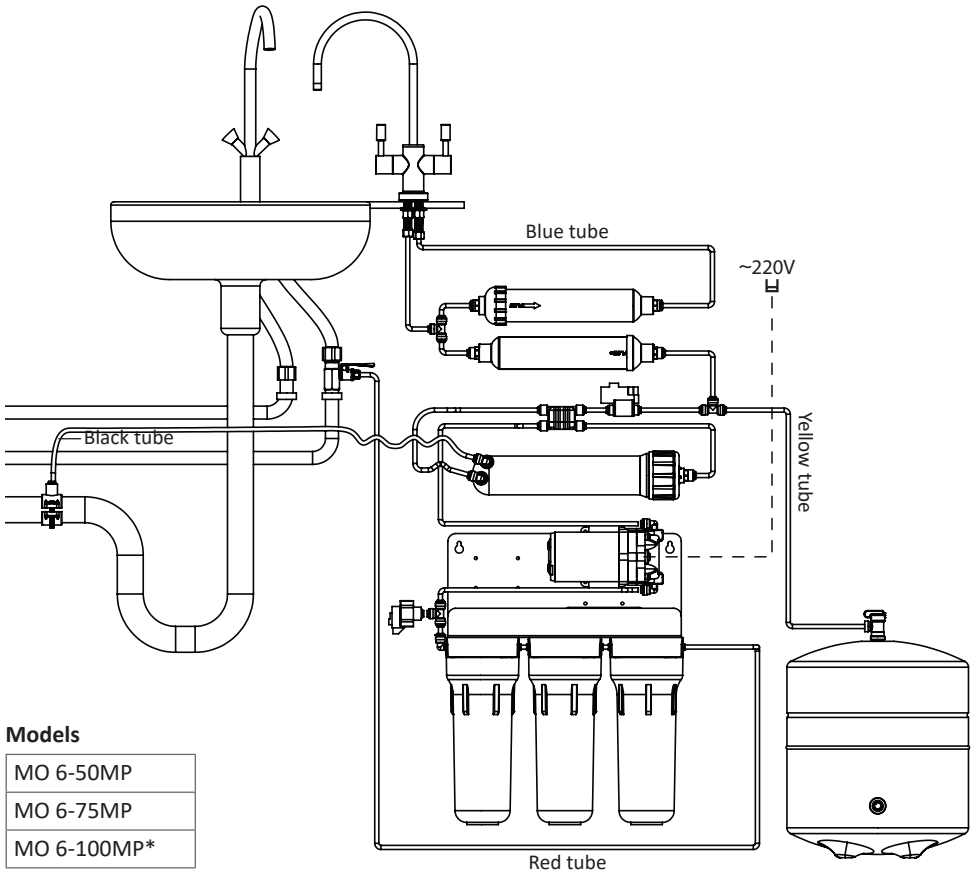 Blue tube
~220V
Black tube
Yellow tube
Models
MO 6-50MP
MO 6-75MP
MO 6-100MP*
Red tube